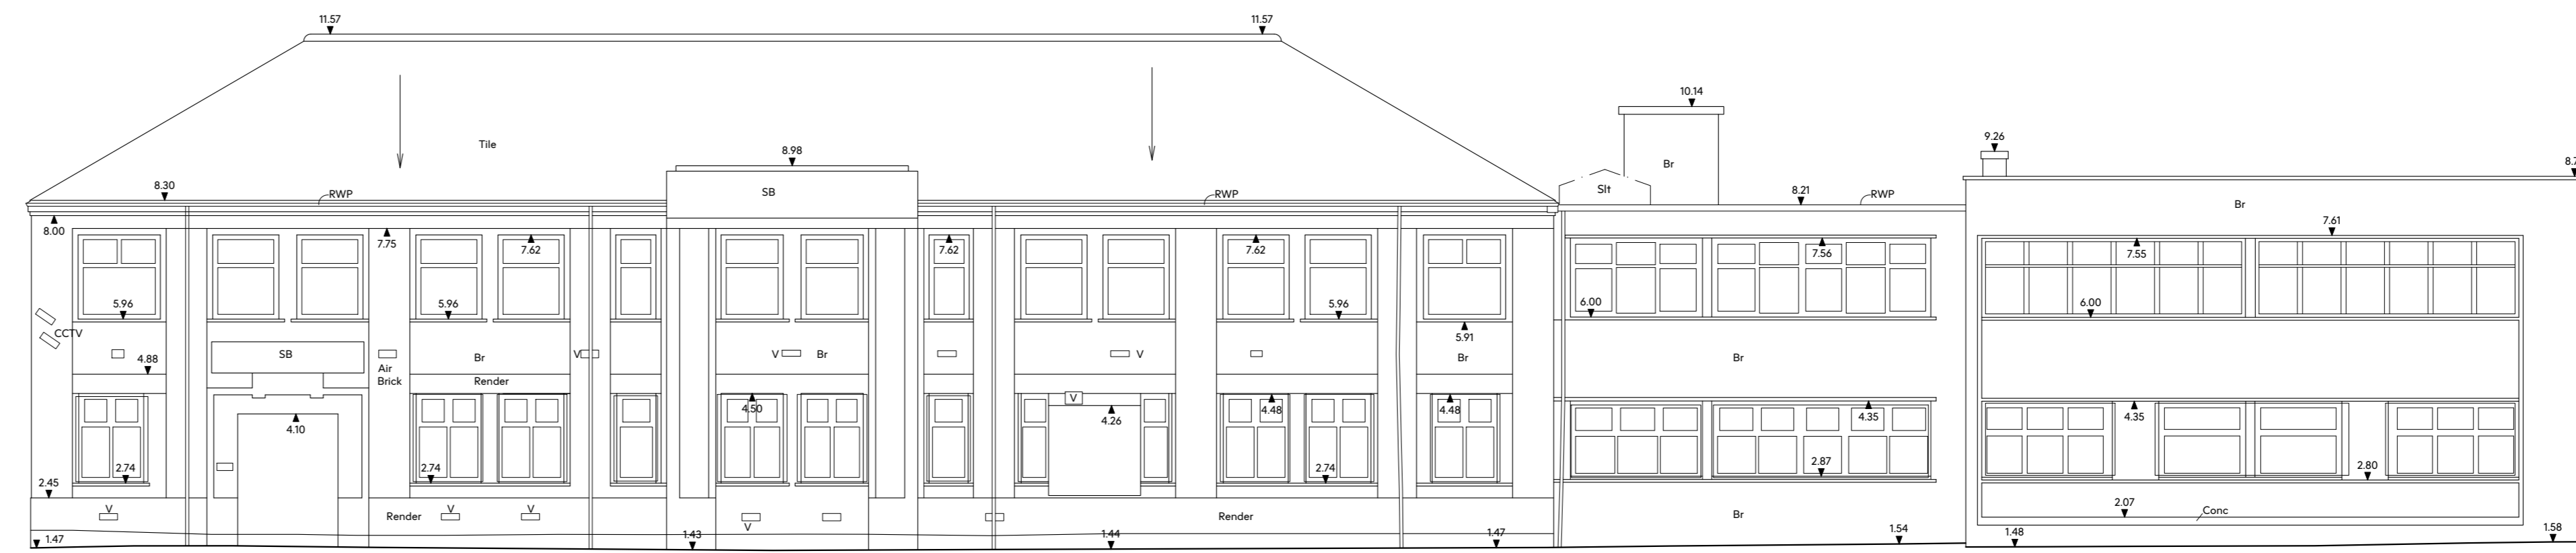 11.57
11.57
10.14
9.26
8.98
Tile
Br
8.30
RWP
SB
RWP
Slt
8.21
RWP
Br
8.00
7.75
7.62
7.62
7.62
7.56
7.61
7.55
5.96
5.96
5.96
6.00
6.00
CCTV
5.91
4.88
SB
Air
Brick
Br
Render
V
V
Br
V
Br
Br
V
4.50
4.26
4.48
4.48
4.35
4.35
4.10
2.74
2.74
2.74
2.87
2.80
2.45
V
Render
V
V
V
Render
Br
2.07
Conc
1.47
1.43
1.44
1.47
1.54
1.48
1.58